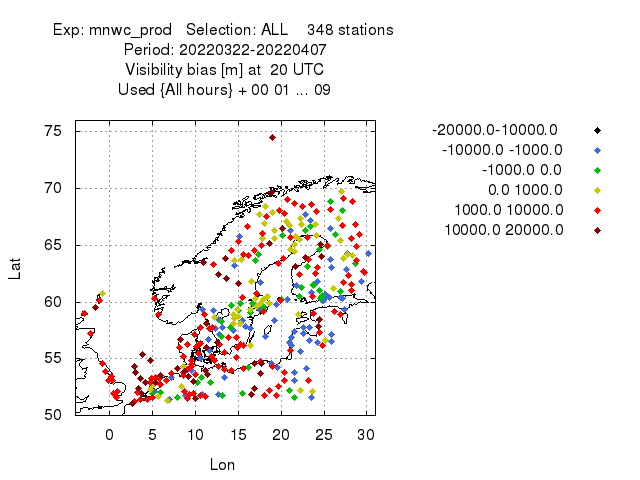 Exp: mnwc_prod   Selection: ALL    348 stations
Period: 20220322-20220407
Visibility bias [m] at  20 UTC
Used {All hours} + 00 01 ... 09
-20000.0-10000.0
-10000.0 -1000.0
-1000.0 0.0
0.0 1000.0
1000.0 10000.0
10000.0 20000.0
75
70
65
60
55
50
Lat
0 5 10 15 20 25 30
Lon